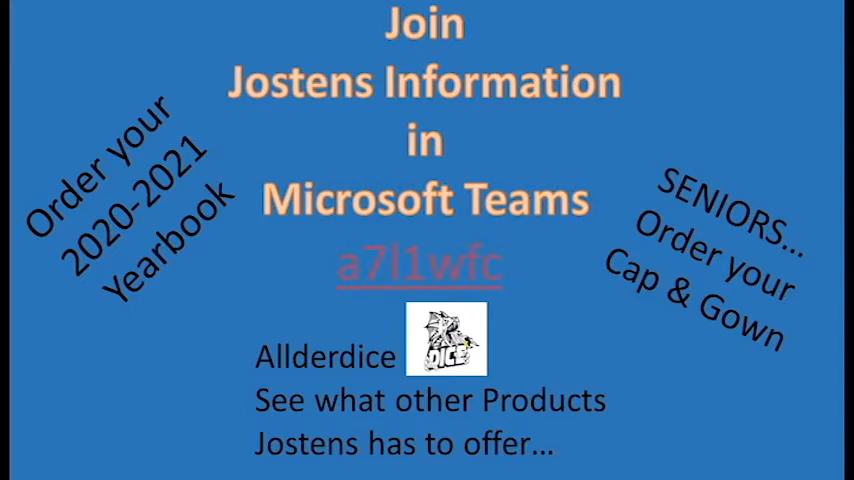 Join
Jostens Information
in
Microsoft Teams
a7l1wfc
Order your
2020-2021
Yearbook
SENIORS...
Order your
Cap & Gown
Allderdice
DICE
See what other Products
Jostens has to offer...